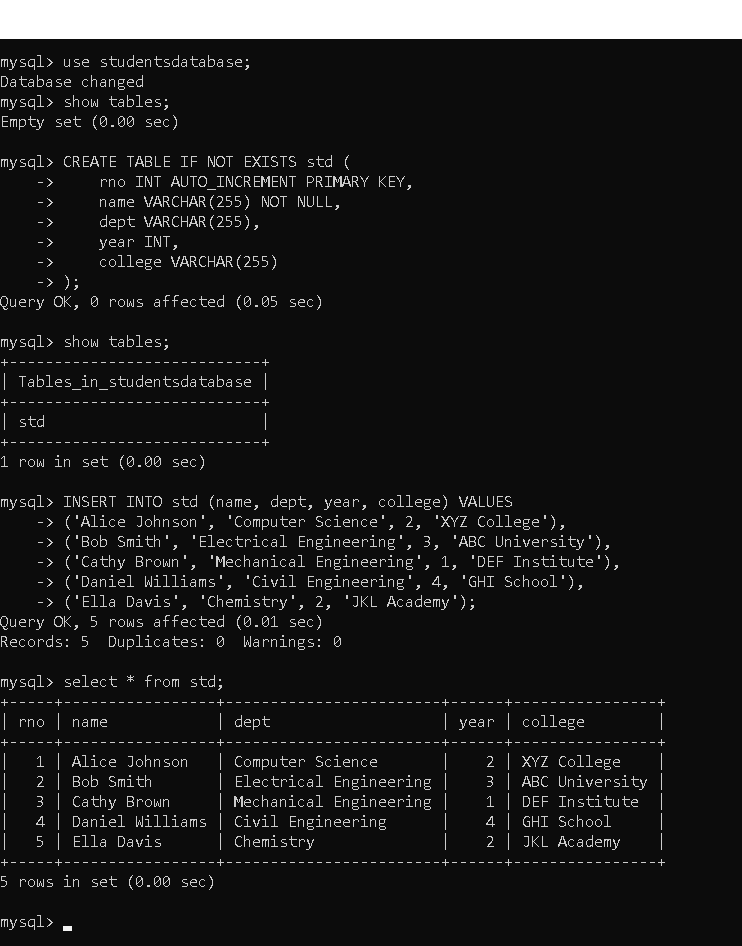 mysql> use studentsdatabase;
Database changed
mysql> show tables;
Empty set (0.00 sec)

mysql> CREATE TABLE IF NOT EXISTS std (
    ->     rno INT AUTO_INCREMENT PRIMARY KEY,
    ->     name VARCHAR(255) NOT NULL,
    ->     dept VARCHAR(255),
    ->     year INT,
    ->     college VARCHAR(255)
    -> );
Query OK, 0 rows affected (0.05 sec)

mysql> show tables;
+----------------------------+
| Tables_in_studentsdatabase |
+----------------------------+
| std                        |
+----------------------------+
1 row in set (0.00 sec)

mysql> INSERT INTO std (name, dept, year, college) VALUES
    -> ('Alice Johnson', 'Computer Science', 2, 'XYZ College'),
    -> ('Bob Smith', 'Electrical Engineering', 3, 'ABC University'),
    -> ('Cathy Brown', 'Mechanical Engineering', 1, 'DEF Institute'),
    -> ('Daniel Williams', 'Civil Engineering', 4, 'GHI School'),
    -> ('Ella Davis', 'Chemistry', 2, 'JKL Academy');
Query OK, 5 rows affected (0.01 sec)
Records: 5  Duplicates: 0  Warnings: 0

mysql> select * from std;
+-----+-----------------+------------------------+------+----------------+
| rno | name            | dept                   | year | college        |
+-----+-----------------+------------------------+------+----------------+
|   1 | Alice Johnson   | Computer Science       |    2 | XYZ College    |
|   2 | Bob Smith       | Electrical Engineering |    3 | ABC University |
|   3 | Cathy Brown     | Mechanical Engineering |    1 | DEF Institute  |
|   4 | Daniel Williams | Civil Engineering      |    4 | GHI School     |
|   5 | Ella Davis      | Chemistry              |    2 | JKL Academy    |
+-----+-----------------+------------------------+------+----------------+
5 rows in set (0.00 sec)

mysql> _